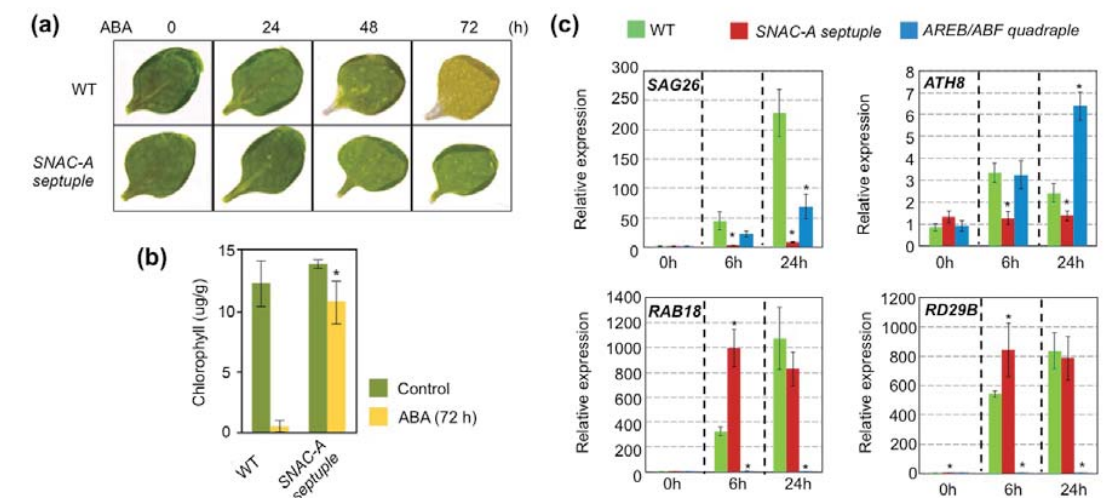 (a) ABA 0 24 48 72 (h)
WT
SNAC-A
septuple
(b)
Chlorophyll (ug/g)
15
10
5
0
WT
SNAC-A
septuple
Control
ABA (72 h)
(c) WT SNAC-A septuple AREB/ABF quadraple
SAG26
Relative expression
300
250
200
150
100
50
0
0h 6h 24h
* * *
ATH8
Relative expression
8
7
6
5
4
3
2
1
0
0h 6h 24h
* * *
RAB18
Relative expression
1400
1200
1000
800
600
400
200
0
0h 6h 24h
* * *
RD29B
Relative expression
1200
1000
800
600
400
200
0
0h 6h 24h
* * * *